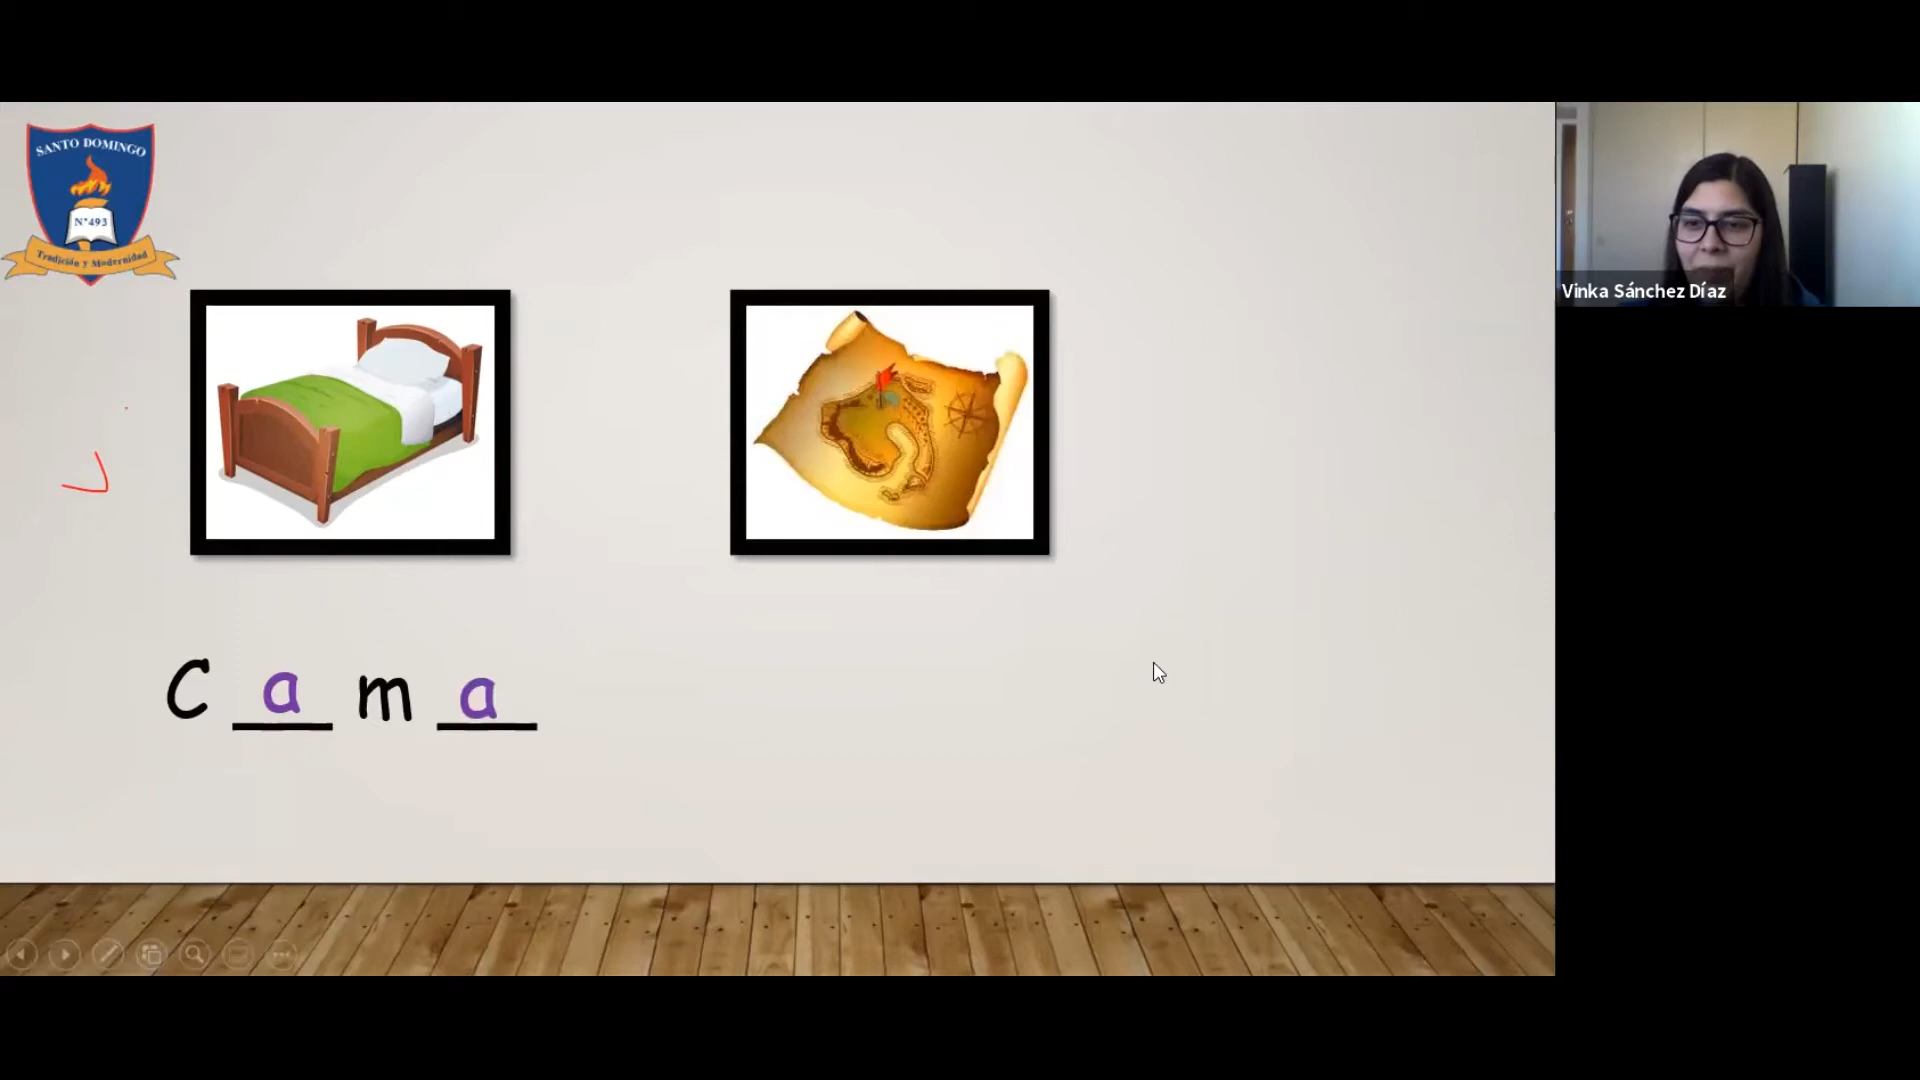 SANTO DOMINGO
N°493
Tradición y Modernidad
Vinka Sánchez Díaz
C a m a